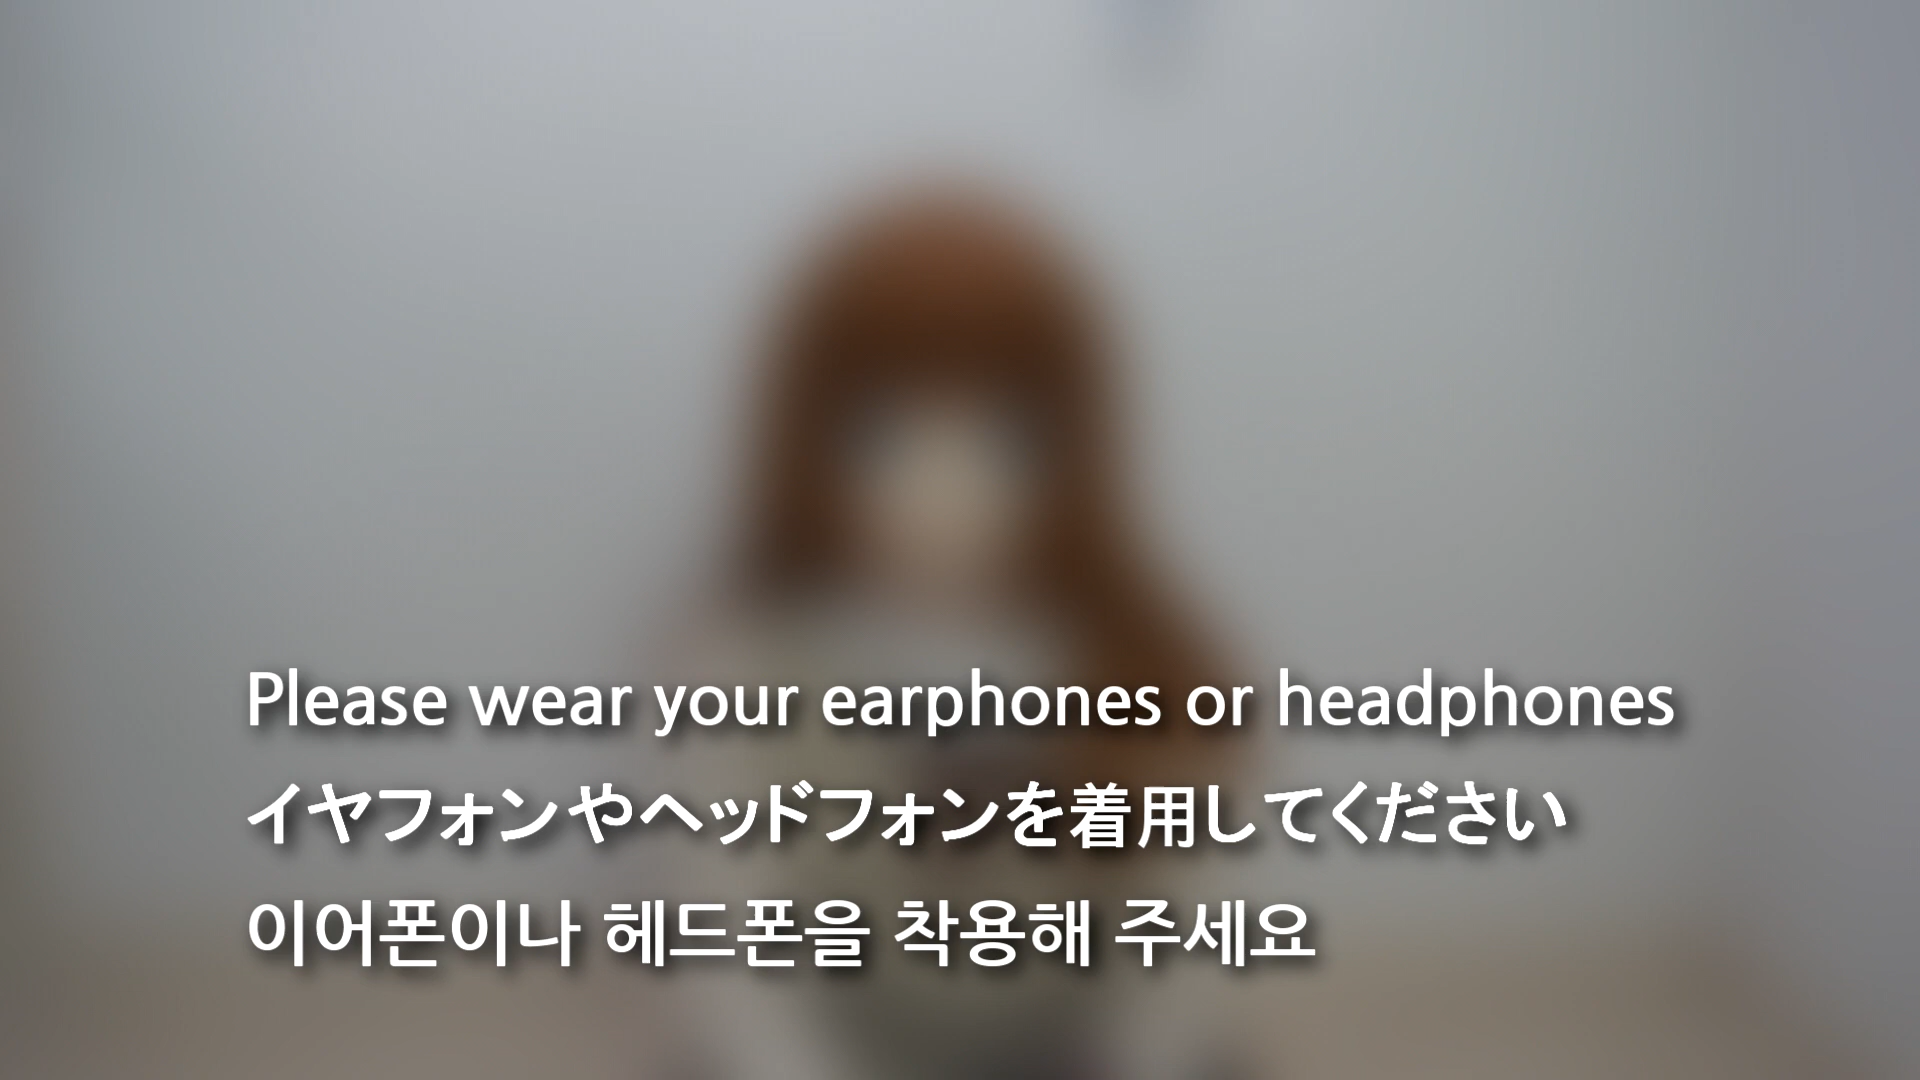 Please wear your earphones or headphones
イヤフォンやヘッドフォンを着用してください
이어폰이나 헤드폰을 착용해 주세요